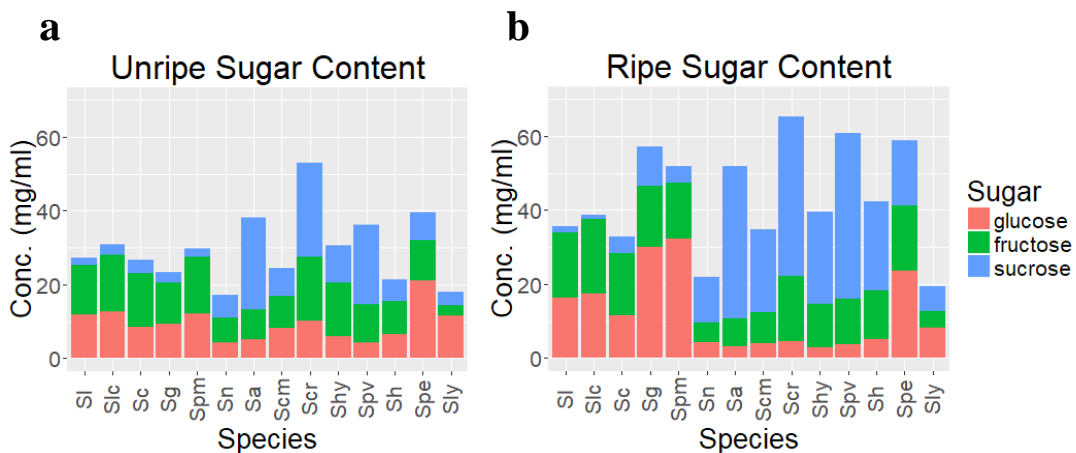 a
Unripe Sugar Content
Conc. (mg/ml)
60
40
20
0
Sl Slc Sc Sg Spm Sn Sa Scm Scr Shy Spv Sh Spe Sly
Species
b
Ripe Sugar Content
Conc. (mg/ml)
60
40
20
0
Sl Slc Sc Sg Spm Sn Sa Scm Scr Shy Spv Sh Spe Sly
Species
Sugar
glucose
fructose
sucrose